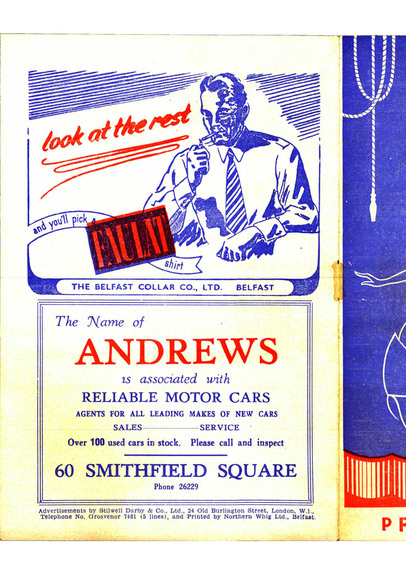 look at the rest
and you'll pick a
FAULAT
shirt
THE BELFAST COLLAR CO., LTD. BELFAST
The Name of
ANDREWS
is associated with
RELIABLE MOTOR CARS
AGENTS FOR ALL LEADING MAKES OF NEW CARS
SALES SERVICE
Over 100 used cars in stock. Please call and inspect
60 SMITHFIELD SQUARE
Phone 26229
Advertisements by Stilwell Darby & Co., Ltd., 24 Old Burlington Street, London, W.1.,
Telephone No. Grosvenor 7481 (5 lines), and Printed by Northern Whig Ltd., Belfast.